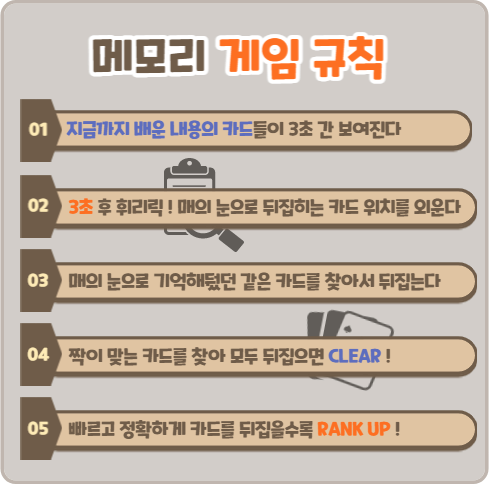 메모리 게임 규칙
01 지금까지 배운 내용의 카드들이 3초 간 보여진다
02 3초 후 휘리릭 ! 매의 눈으로 뒤집히는 카드 위치를 외운다
03 매의 눈으로 기억해뒀던 같은 카드를 찾아서 뒤집는다
04 짝이 맞는 카드를 찾아 모두 뒤집으면 CLEAR !
05 빠르고 정확하게 카드를 뒤집을수록 RANK UP !